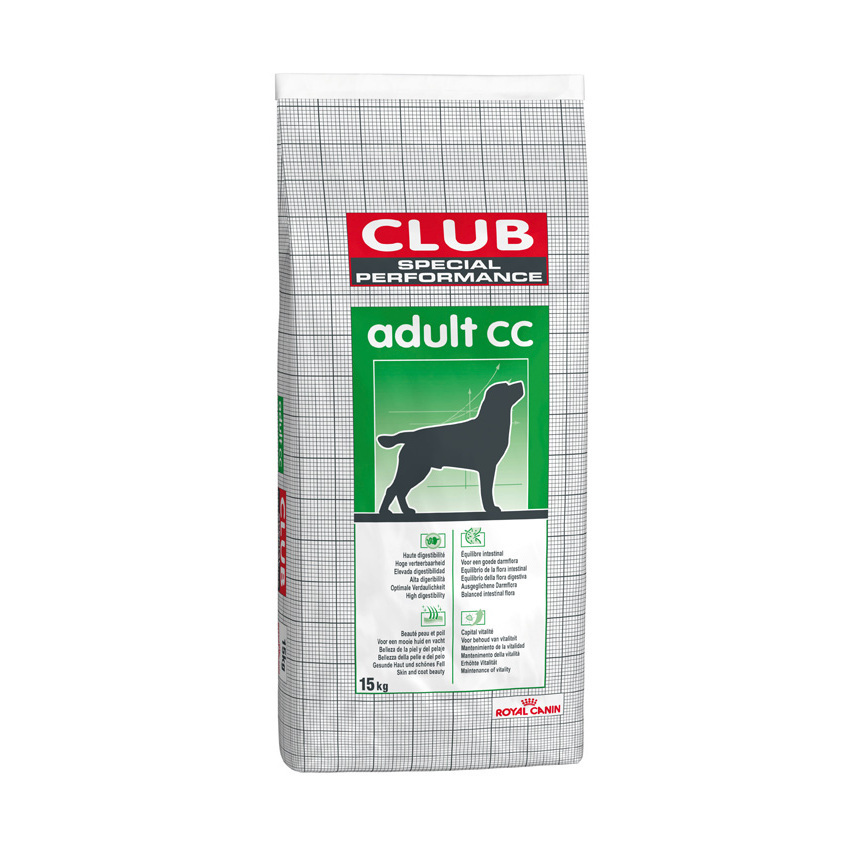 CLUB
SPECIAL
PERFORMANCE
adult cc
Haute digestibilité
Hoge verteerbaarheid
Elevada digestibilidad
Alta digeribilità
Optimale Verdaulichkeit
High digestibility
Equilibre intestinal
Voor een goede darmflora
Equilibrio de la flora intestinal
Equilibrio della flora digestiva
Ausgeglichene Darmflora
Balanced intestinal flora
Beauté peau et poil
Voor een mooie huid en vacht
Belleza de la piel y del pelaje
Bellezza della pelle e del pelo
Gesunde Haut und schönes Fell
Skin and coat beauty
Capital vitalité
Voor behoud van vitaliteit
Mantenimiento de la vitalidad
Mantenimento della vitalità
Erhöhte Vitalität
Maintenance of vitality
15 kg
ROYAL CANIN
adult cc
CLUB
15kg